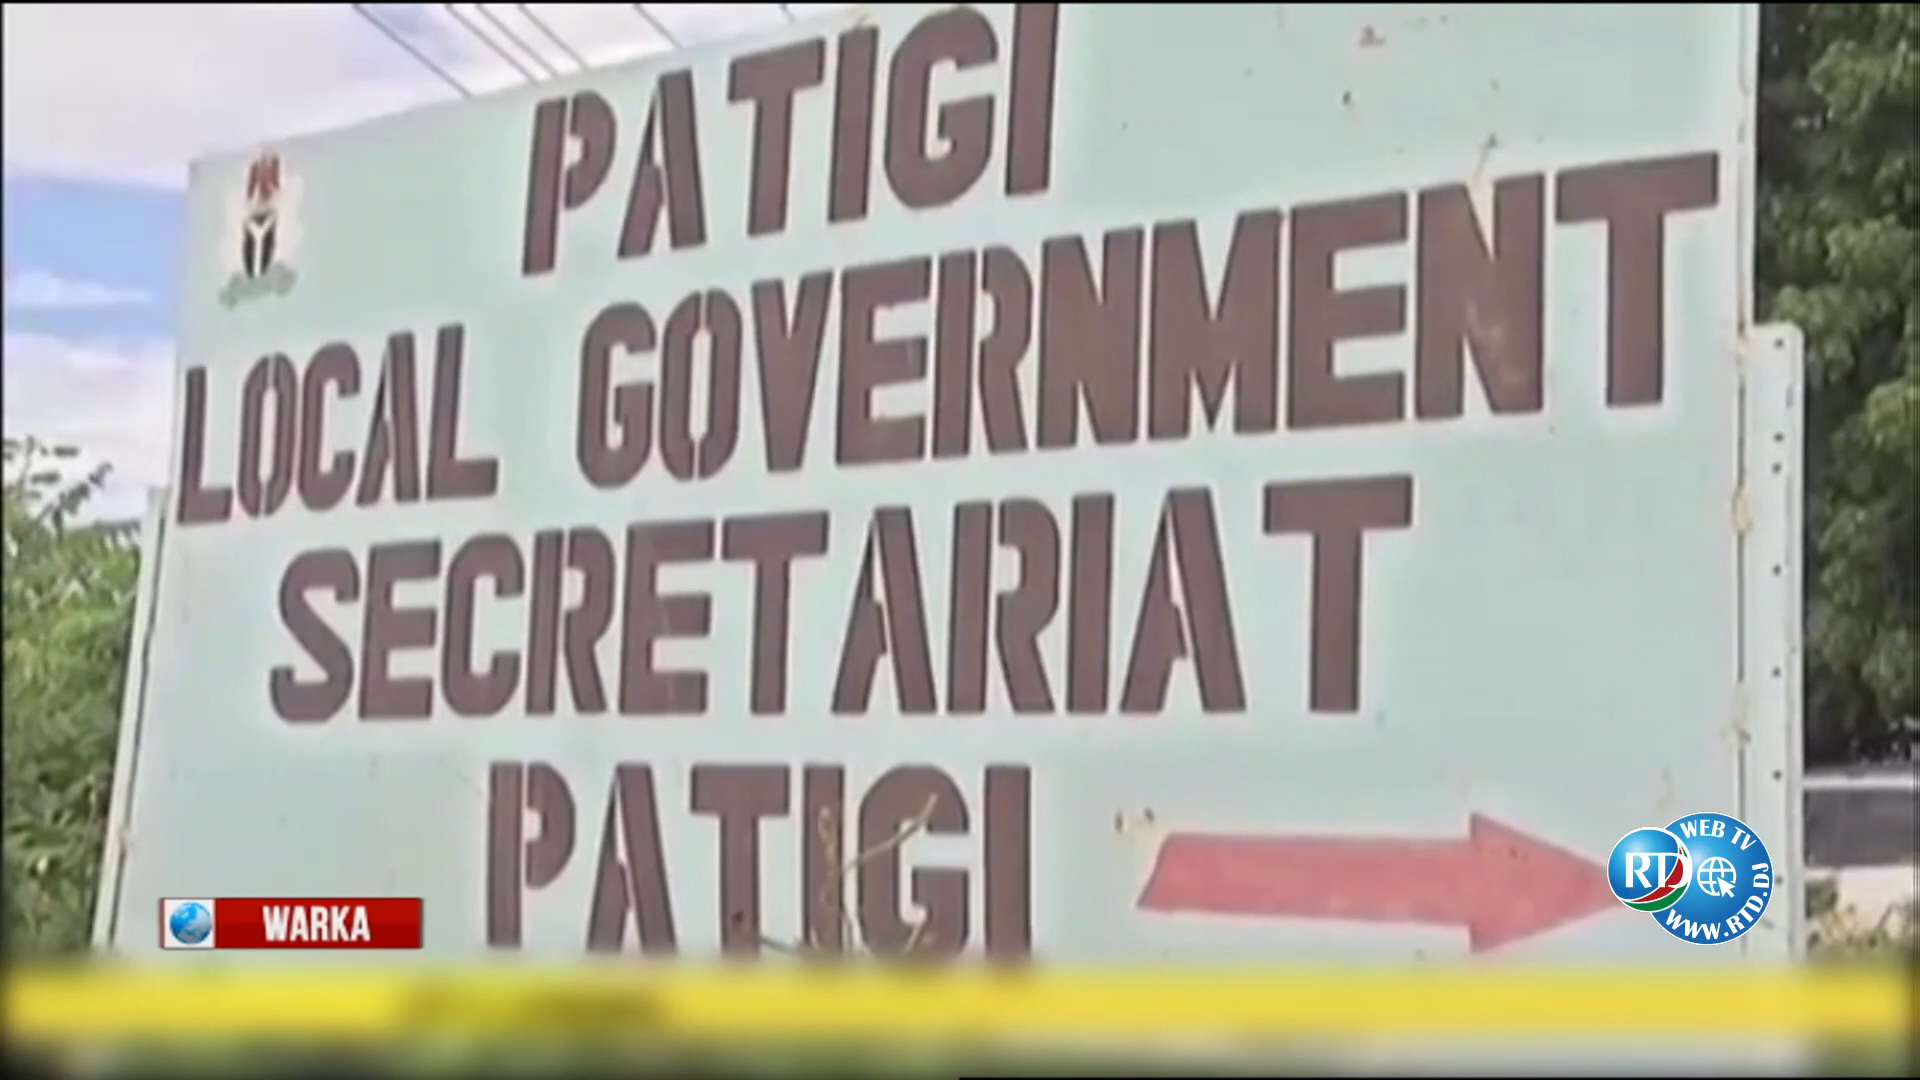 PATIGI
LOCAL GOVERNMENT
SECRETARIAT
PATIGI
WARKA
RTD
WEB TV
WWW.RTD.DJ